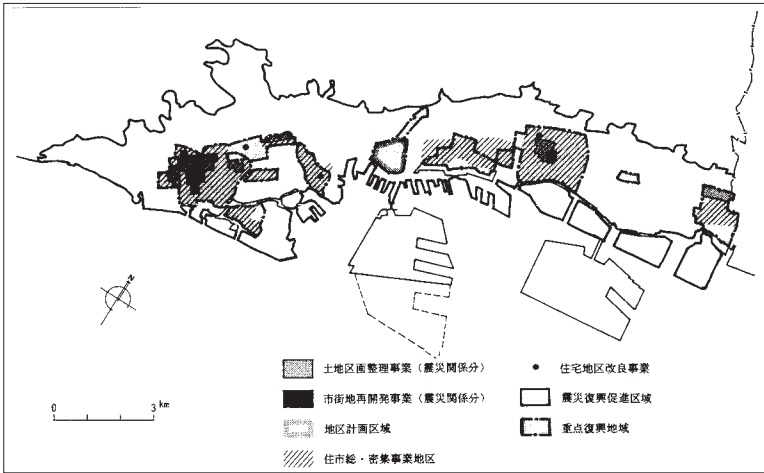 N
0 3 km
土地区画整理事業（震災関係分）
市街地再開発事業（震災関係分）
地区計画区域
住市総・密集事業地区
住宅地区改良事業
震災復興促進区域
重点復興地域